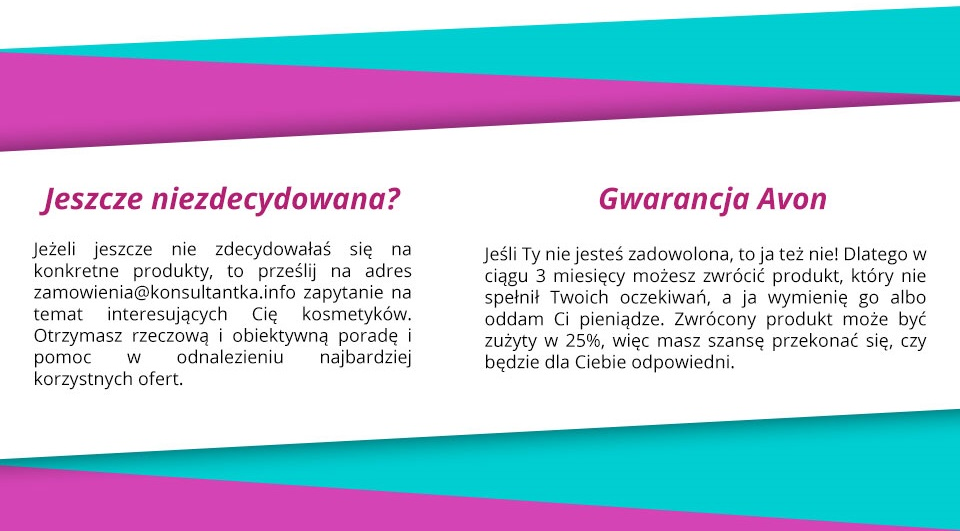 Jeszcze niezdecydowana?
Jeżeli jeszcze nie zdecydowałaś się na
konkretne produkty, to prześlij na adres
zamowienia@konsultantka.info zapytanie na
temat interesujących Cię kosmetyków.
Otrzymasz rzeczową i obiektywną poradę i
pomoc w odnalezieniu najbardziej
korzystnych ofert.
Gwarancja Avon
Jeśli Ty nie jesteś zadowolona, to ja też nie! Dlatego w
ciągu 3 miesięcy możesz zwrócić produkt, który nie
spełnił Twoich oczekiwań, a ja wymienię go albo
oddam Ci pieniądze. Zwrócony produkt może być
zużyty w 25%, więc masz szansę przekonać się, czy
będzie dla Ciebie odpowiedni.